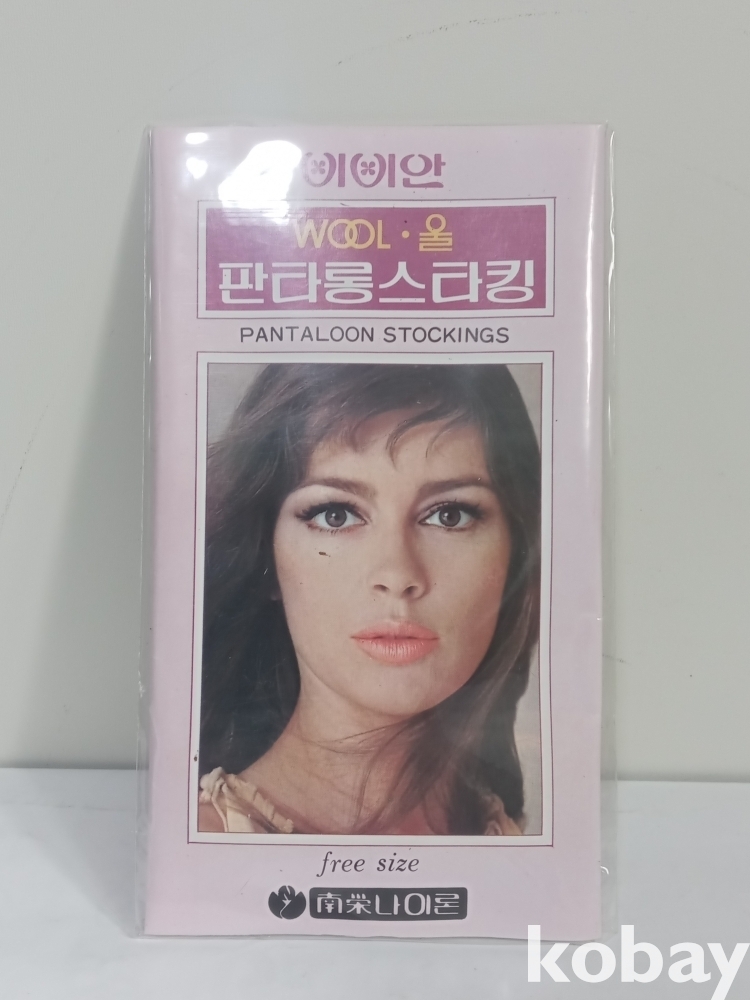 비비안
WOOL · 울
판타롱스타킹
PANTALOON STOCKINGS
free size
南榮나이론
kobay